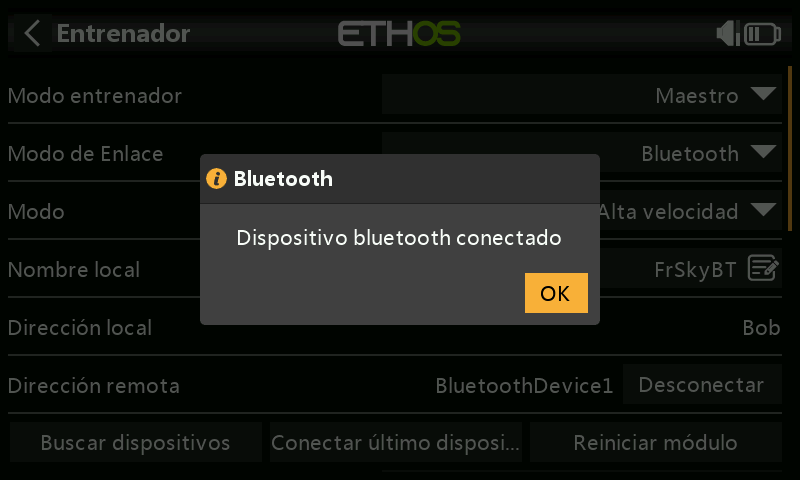 Entrenador
ETHOS
Modo entrenador
Maestro
Modo de Enlace
Bluetooth
Bluetooth
Modo
Alta velocidad
Dispositivo bluetooth conectado
Nombre local
FrSkyBT
OK
Dirección local
Bob
Dirección remota
BluetoothDevice1
Desconectar
Buscar dispositivos
Conectar último disposi...
Reiniciar módulo